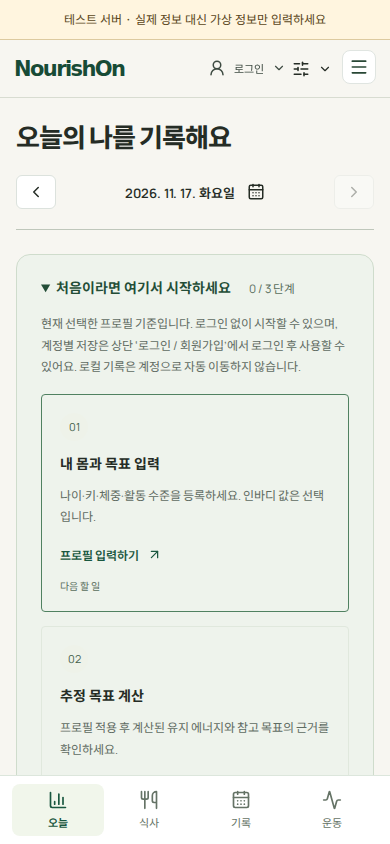 테스트 서버 · 실제 정보 대신 가상 정보만 입력하세요
NourishOn
로그인
오늘의 나를 기록해요
2026. 11. 17. 화요일
▼ 처음이라면 여기서 시작하세요 0 / 3 단계
현재 선택한 프로필 기준입니다. 로그인 없이 시작할 수 있으며,
계정별 저장은 상단 '로그인 / 회원가입'에서 로그인 후 사용할 수
있어요. 로컬 기록은 계정으로 자동 이동하지 않습니다.
01
내 몸과 목표 입력
나이·키·체중·활동 수준을 등록하세요. 인바디 값은 선택
입니다.
프로필 입력하기
다음 할 일
02
추정 목표 계산
프로필 적용 후 계산된 유지 에너지와 참고 목표의 근거를
확인하세요.
오늘
식사
기록
운동